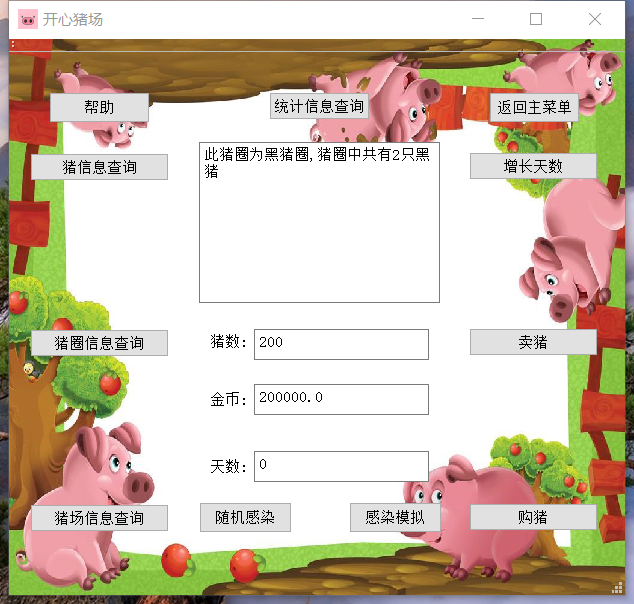 开心猪场
帮助
统计信息查询
返回主菜单
猪信息查询
此猪圈为黑猪圈,猪圈中共有2只黑
猪
增长天数
猪圈信息查询
猪数: 200
卖猪
金币: 200000.0
天数: 0
猪场信息查询
随机感染
感染模拟
购猪